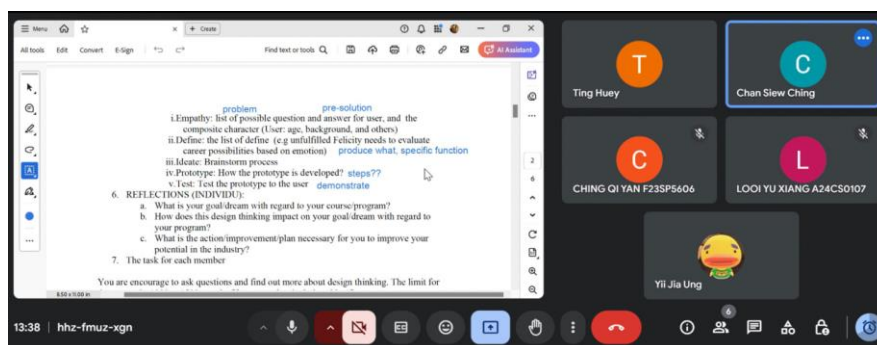 Menu
+ Create
All tools Edit Convert E-Sign
Find text or tools
AI Assistant
problem pre-solution
i.Empathy: list of possible question and answer for user, and the
composite character (User: age, background, and others)
ii.Define: the list of define (e.g unfulfilled Felicity needs to evaluate
career possibilities based on emotion) produce what, specific function
iii.Ideate: Brainstorm process
iv.Prototype: How the prototype is developed? steps??
v.Test: Test the prototype to the user demonstrate
6. REFLECTIONS (INDIVIDU):
a. What is your goal/dream with regard to your course/program?
b. How does this design thinking impact on your goal/dream with regard to
your program?
c. What is the action/improvement/plan necessary for you to improve your
potential in the industry?
7. The task for each member
You are encourage to ask questions and find out more about design thinking. The limit for
8.50 x 11.00 in
2
6
T
Ting Huey
C
Chan Siew Ching
C
CHING QI YAN F23SP5606
L
LOOI YU XIANG A24CS0107
Yii Jia Ung
13:38 | hhz-fmuz-xgn
CC
6